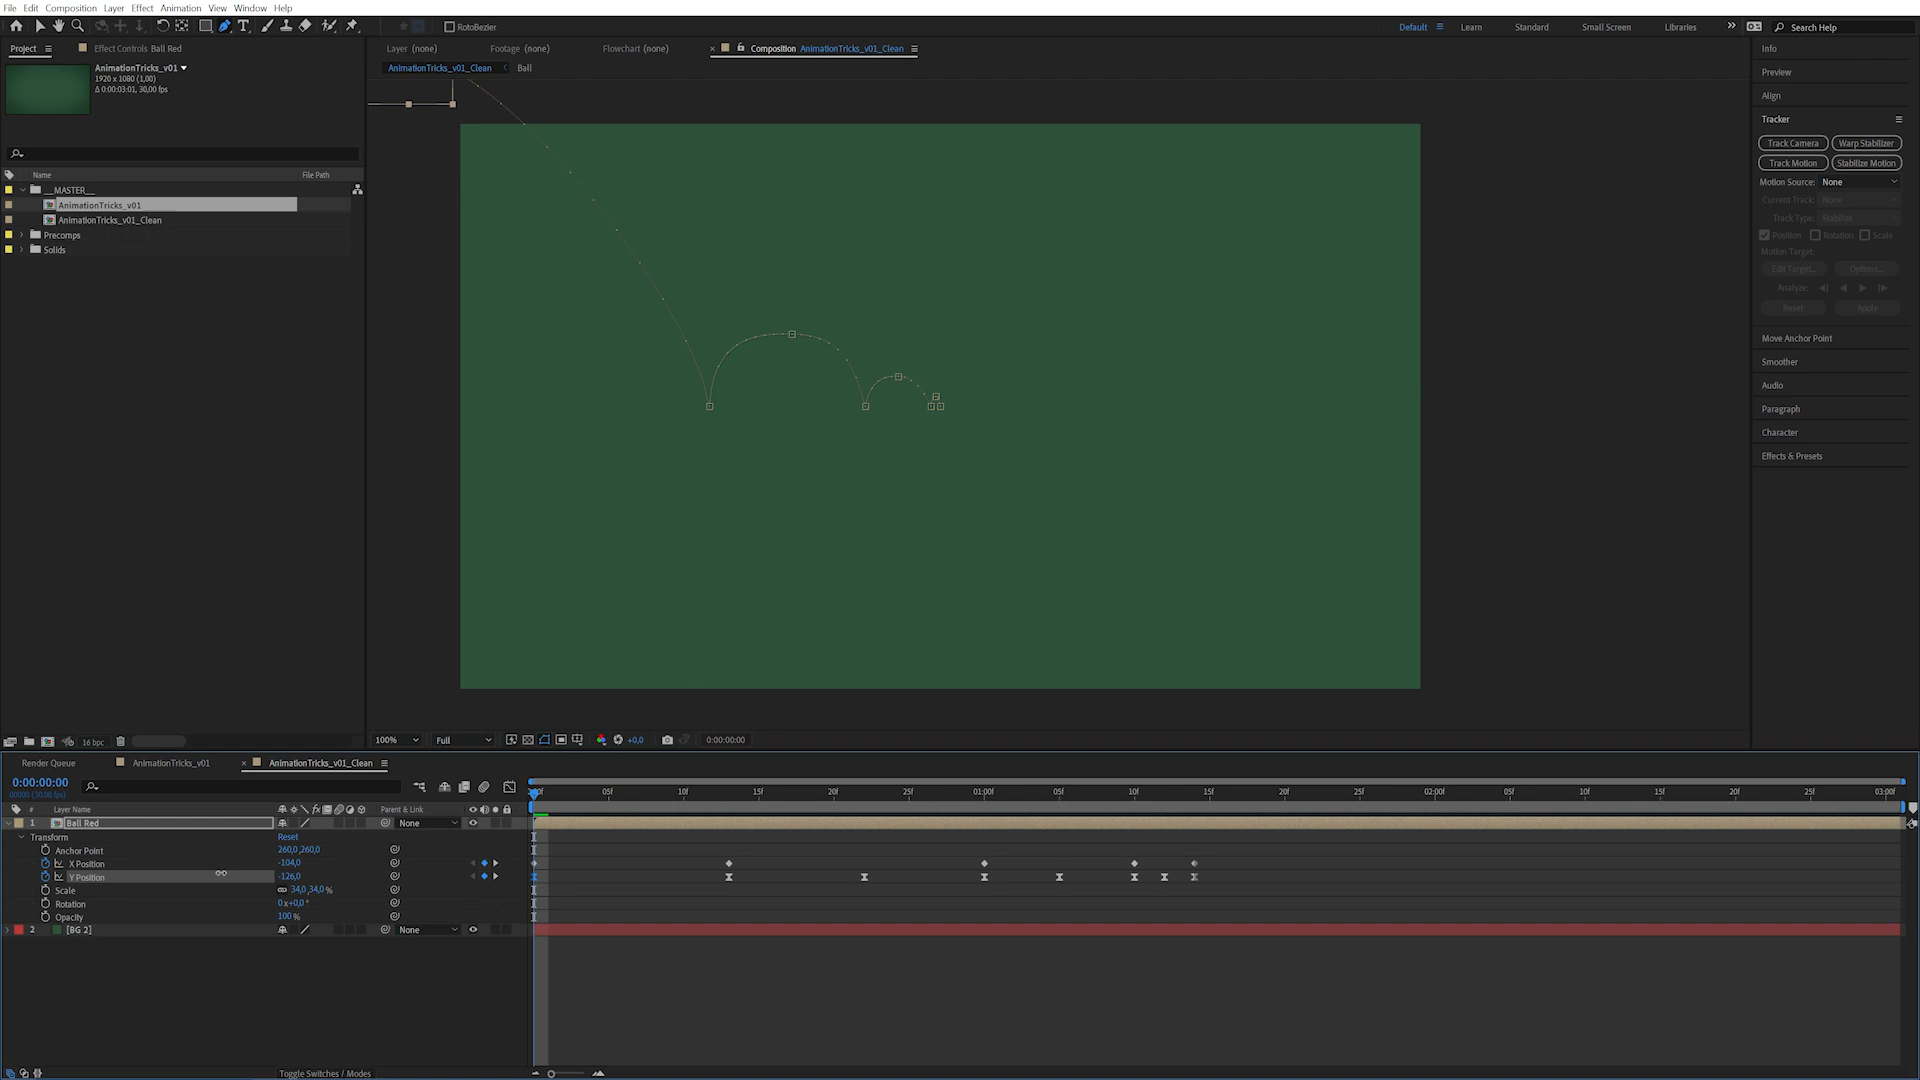 File Edit Composition Layer Effect Animation View Window Help
RotoBezier
Default Learn Standard Small Screen Libraries Search Help
Project Effect Controls Ball Red
Layer (none) Footage (none) Flowchart (none) Composition AnimationTricks_v01_Clean
AnimationTricks_v01_Clean Ball
AnimationTricks_v01
1920 x 1080 (1,00)
Δ 0:00:03:01, 30,00 fps
Name File Path
__MASTER__
AnimationTricks_v01
AnimationTricks_v01_Clean
Precomps
Solids
Info
Preview
Align
Tracker
Track Camera Warp Stabilizer
Track Motion Stabilize Motion
Motion Source: None
Current Track: None
Track Type: Stabilize
Position Rotation Scale
Motion Target:
Edit Target... Options...
Analyze:
Reset Apply
Move Anchor Point
Smoother
Audio
Paragraph
Character
Effects & Presets
16 bpc
100% Full +0,0 0:00:00:00
Render Queue AnimationTricks_v01 AnimationTricks_v01_Clean
0:00:00:00
00000 (30.00 fps)
05f 10f 15f 20f 25f 01:00f 05f 10f 15f 20f 25f 02:00f 05f 10f 15f 20f 25f 03:00f
# Layer Name Parent & Link
1 Ball Red None
Transform Reset
Anchor Point 260,0,260,0
X Position -104,0
Y Position -126,0
Scale 34,0,34,0 %
Rotation 0 x+0,0 °
Opacity 100 %
2 [BG 2] None
Toggle Switches / Modes